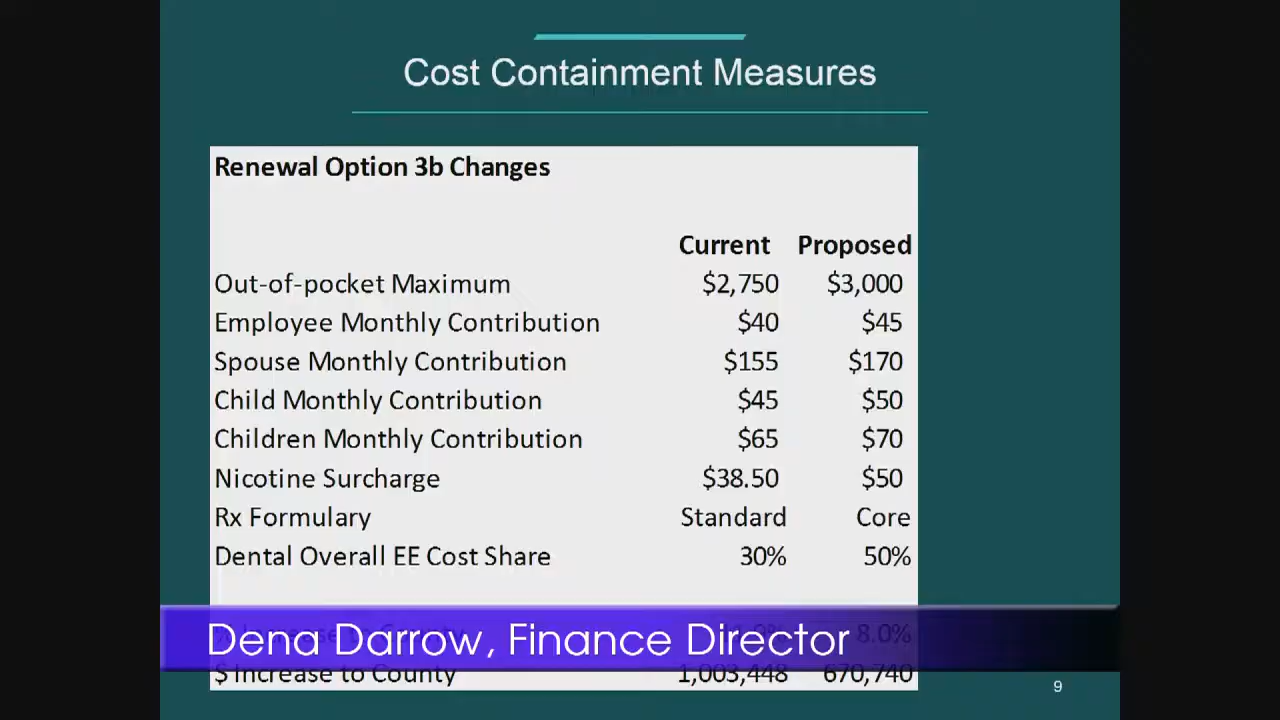 Cost Containment Measures
Renewal Option 3b Changes
Current Proposed
Out-of-pocket Maximum $2,750 $3,000
Employee Monthly Contribution $40 $45
Spouse Monthly Contribution $155 $170
Child Monthly Contribution $45 $50
Children Monthly Contribution $65 $70
Nicotine Surcharge $38.50 $50
Rx Formulary Standard Core
Dental Overall EE Cost Share 30% 50%
8.0%
Dena Darrow, Finance Director
$ Increase to County 1,003,448 670,740
9